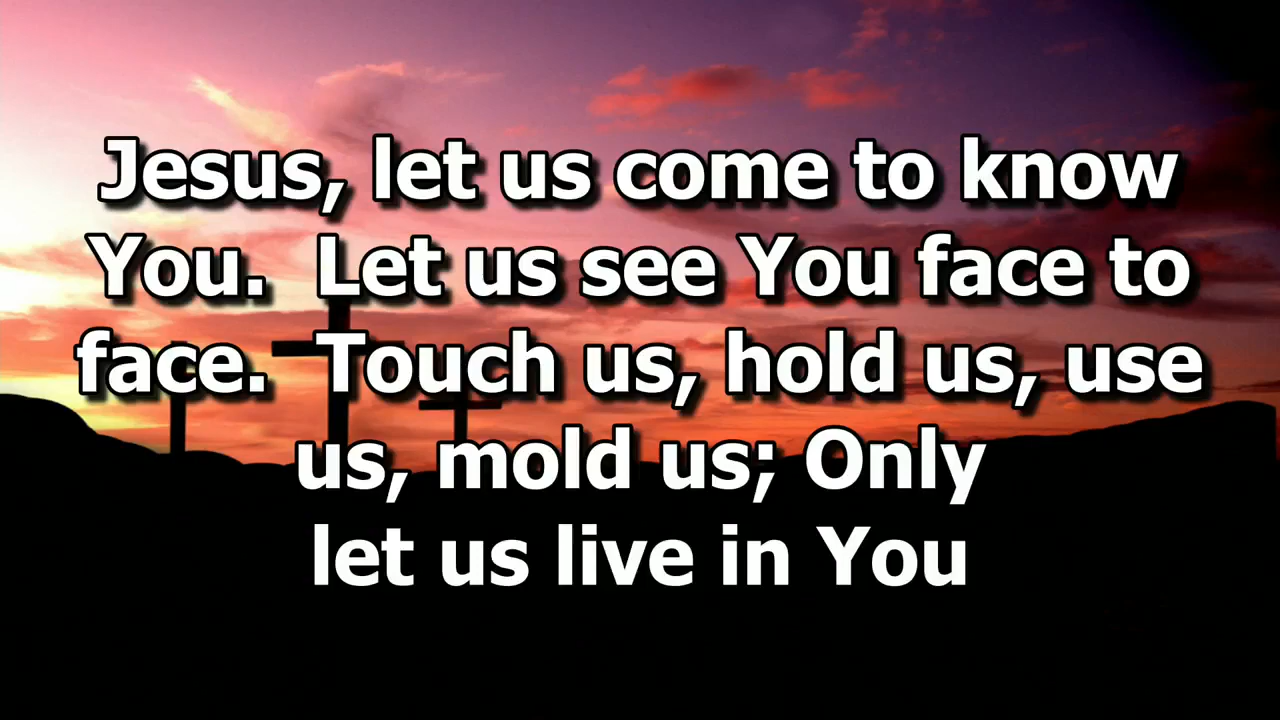 Jesus, let us come to know
You.  Let us see You face to
face.  Touch us, hold us, use
us, mold us; Only
let us live in You